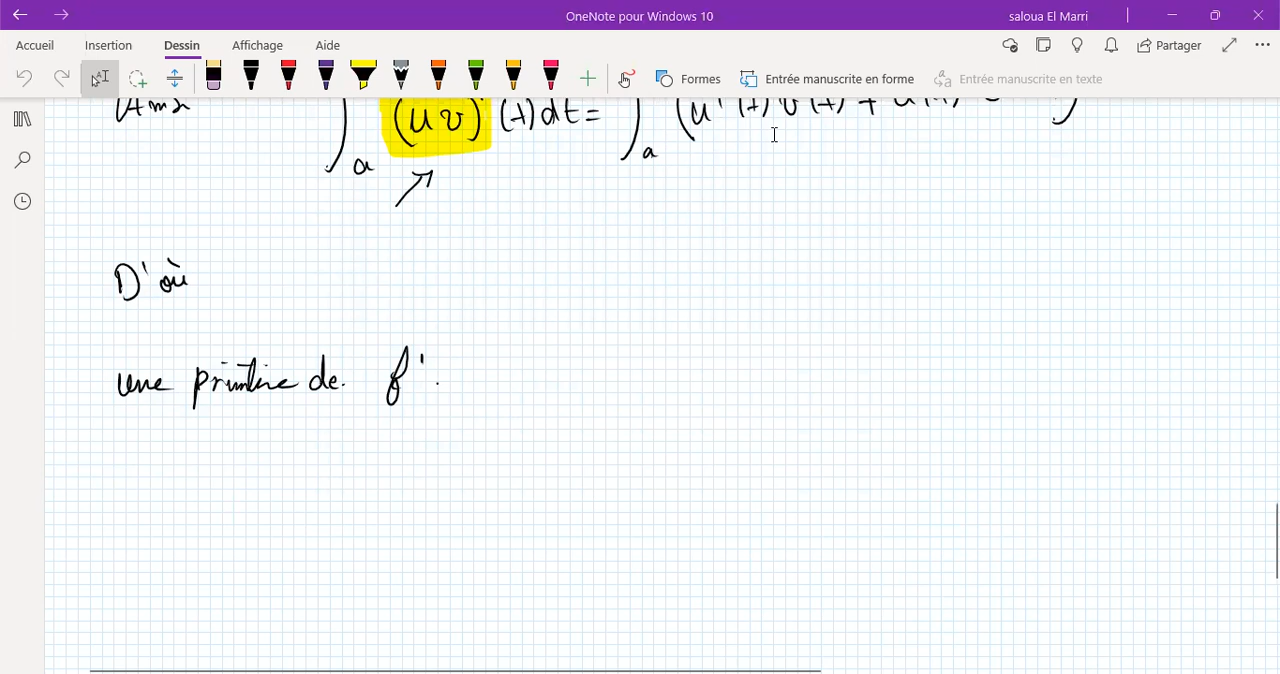 OneNote pour Windows 10
saloua El Marri
Accueil Insertion Dessin Affichage Aide
Partager
Formes Entrée manuscrite en forme Entrée manuscrite en texte
∫ₐ (uv)'(t)dt = ∫ₐ (u'(t)v(t) +
D'où
une primitive de f'.